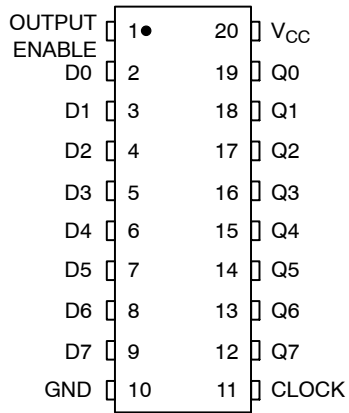 OUTPUT ENABLE 1 20 VCC
D0 2 19 Q0
D1 3 18 Q1
D2 4 17 Q2
D3 5 16 Q3
D4 6 15 Q4
D5 7 14 Q5
D6 8 13 Q6
D7 9 12 Q7
GND 10 11 CLOCK